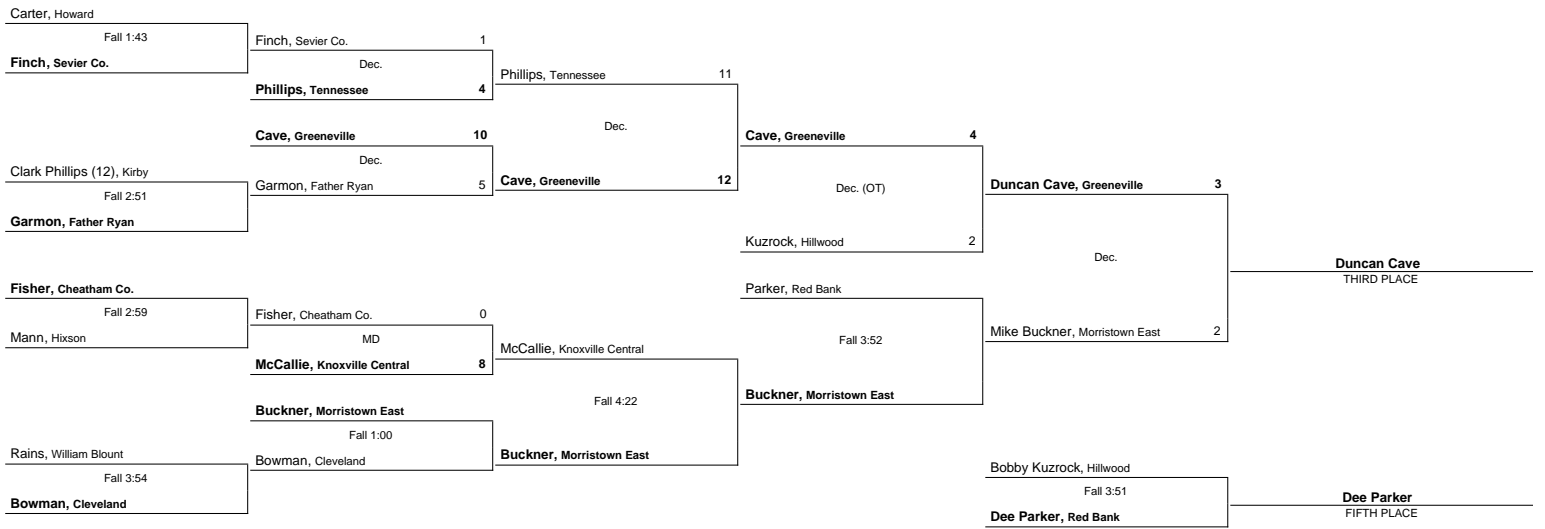 Carter, Howard
Fall 1:43
Finch, Sevier Co.
Clark Phillips (12), Kirby
Fall 2:51
Garmon, Father Ryan
Fisher, Cheatham Co.
Fall 2:59
Mann, Hixson
Rains, William Blount
Fall 3:54
Bowman, Cleveland
Finch, Sevier Co. 1
Dec.
Phillips, Tennessee 4
Cave, Greeneville 10
Dec.
Garmon, Father Ryan 5
Fisher, Cheatham Co. 0
MD
McCallie, Knoxville Central 8
Buckner, Morristown East
Fall 1:00
Bowman, Cleveland
Phillips, Tennessee 11
Dec.
Cave, Greeneville 12
McCallie, Knoxville Central
Fall 4:22
Buckner, Morristown East
Cave, Greeneville 4
Dec. (OT)
Kuzrock, Hillwood 2
Parker, Red Bank
Fall 3:52
Buckner, Morristown East
Duncan Cave, Greeneville 3
Dec.
Mike Buckner, Morristown East 2
Bobby Kuzrock, Hillwood
Fall 3:51
Dee Parker, Red Bank
Duncan Cave
THIRD PLACE
Dee Parker
FIFTH PLACE